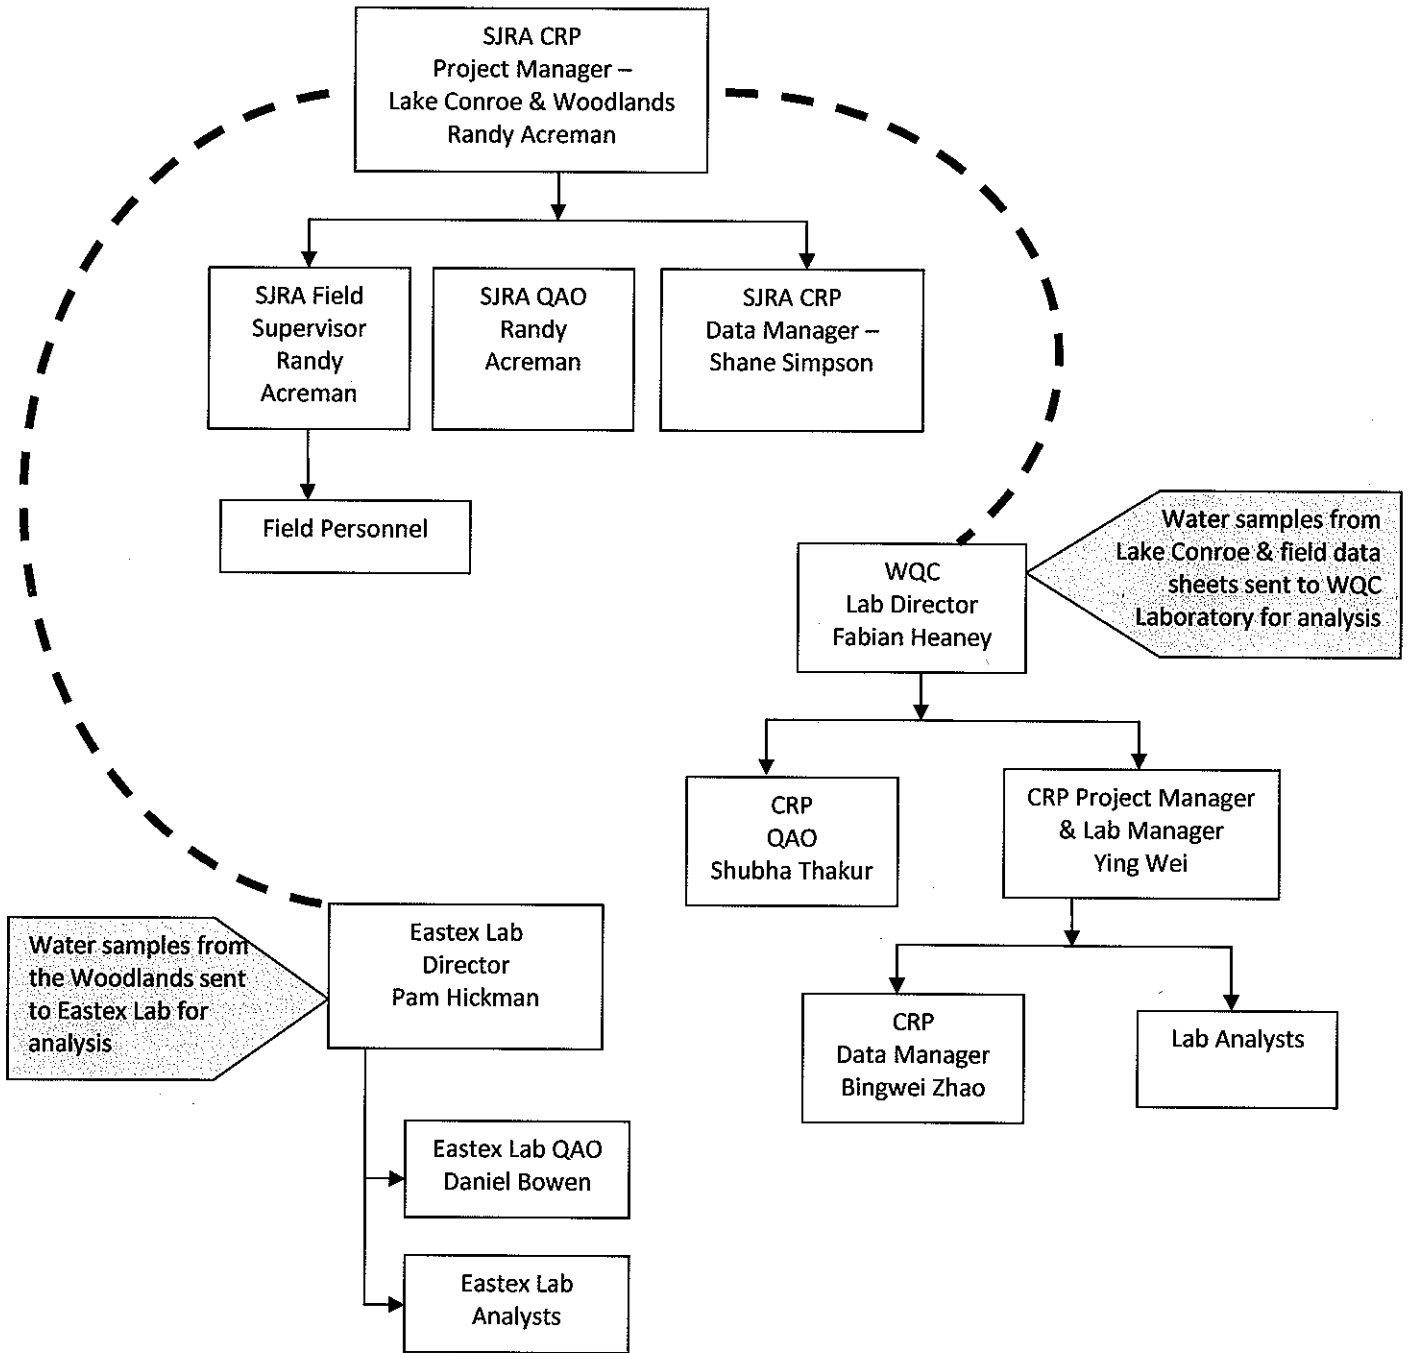 SJRA CRP
Project Manager –
Lake Conroe & Woodlands
Randy Acreman
SJRA Field
Supervisor
Randy
Acreman
SJRA QAO
Randy
Acreman
SJRA CRP
Data Manager –
Shane Simpson
Field Personnel
Water samples from
Lake Conroe & field data
sheets sent to WQC
Laboratory for analysis
WQC
Lab Director
Fabian Heaney
CRP
QAO
Shubha Thakur
CRP Project Manager
& Lab Manager
Ying Wei
Water samples from
the Woodlands sent
to Eastex Lab for
analysis
Eastex Lab
Director
Pam Hickman
CRP
Data Manager
Bingwei Zhao
Lab Analysts
Eastex Lab QAO
Daniel Bowen
Eastex Lab
Analysts